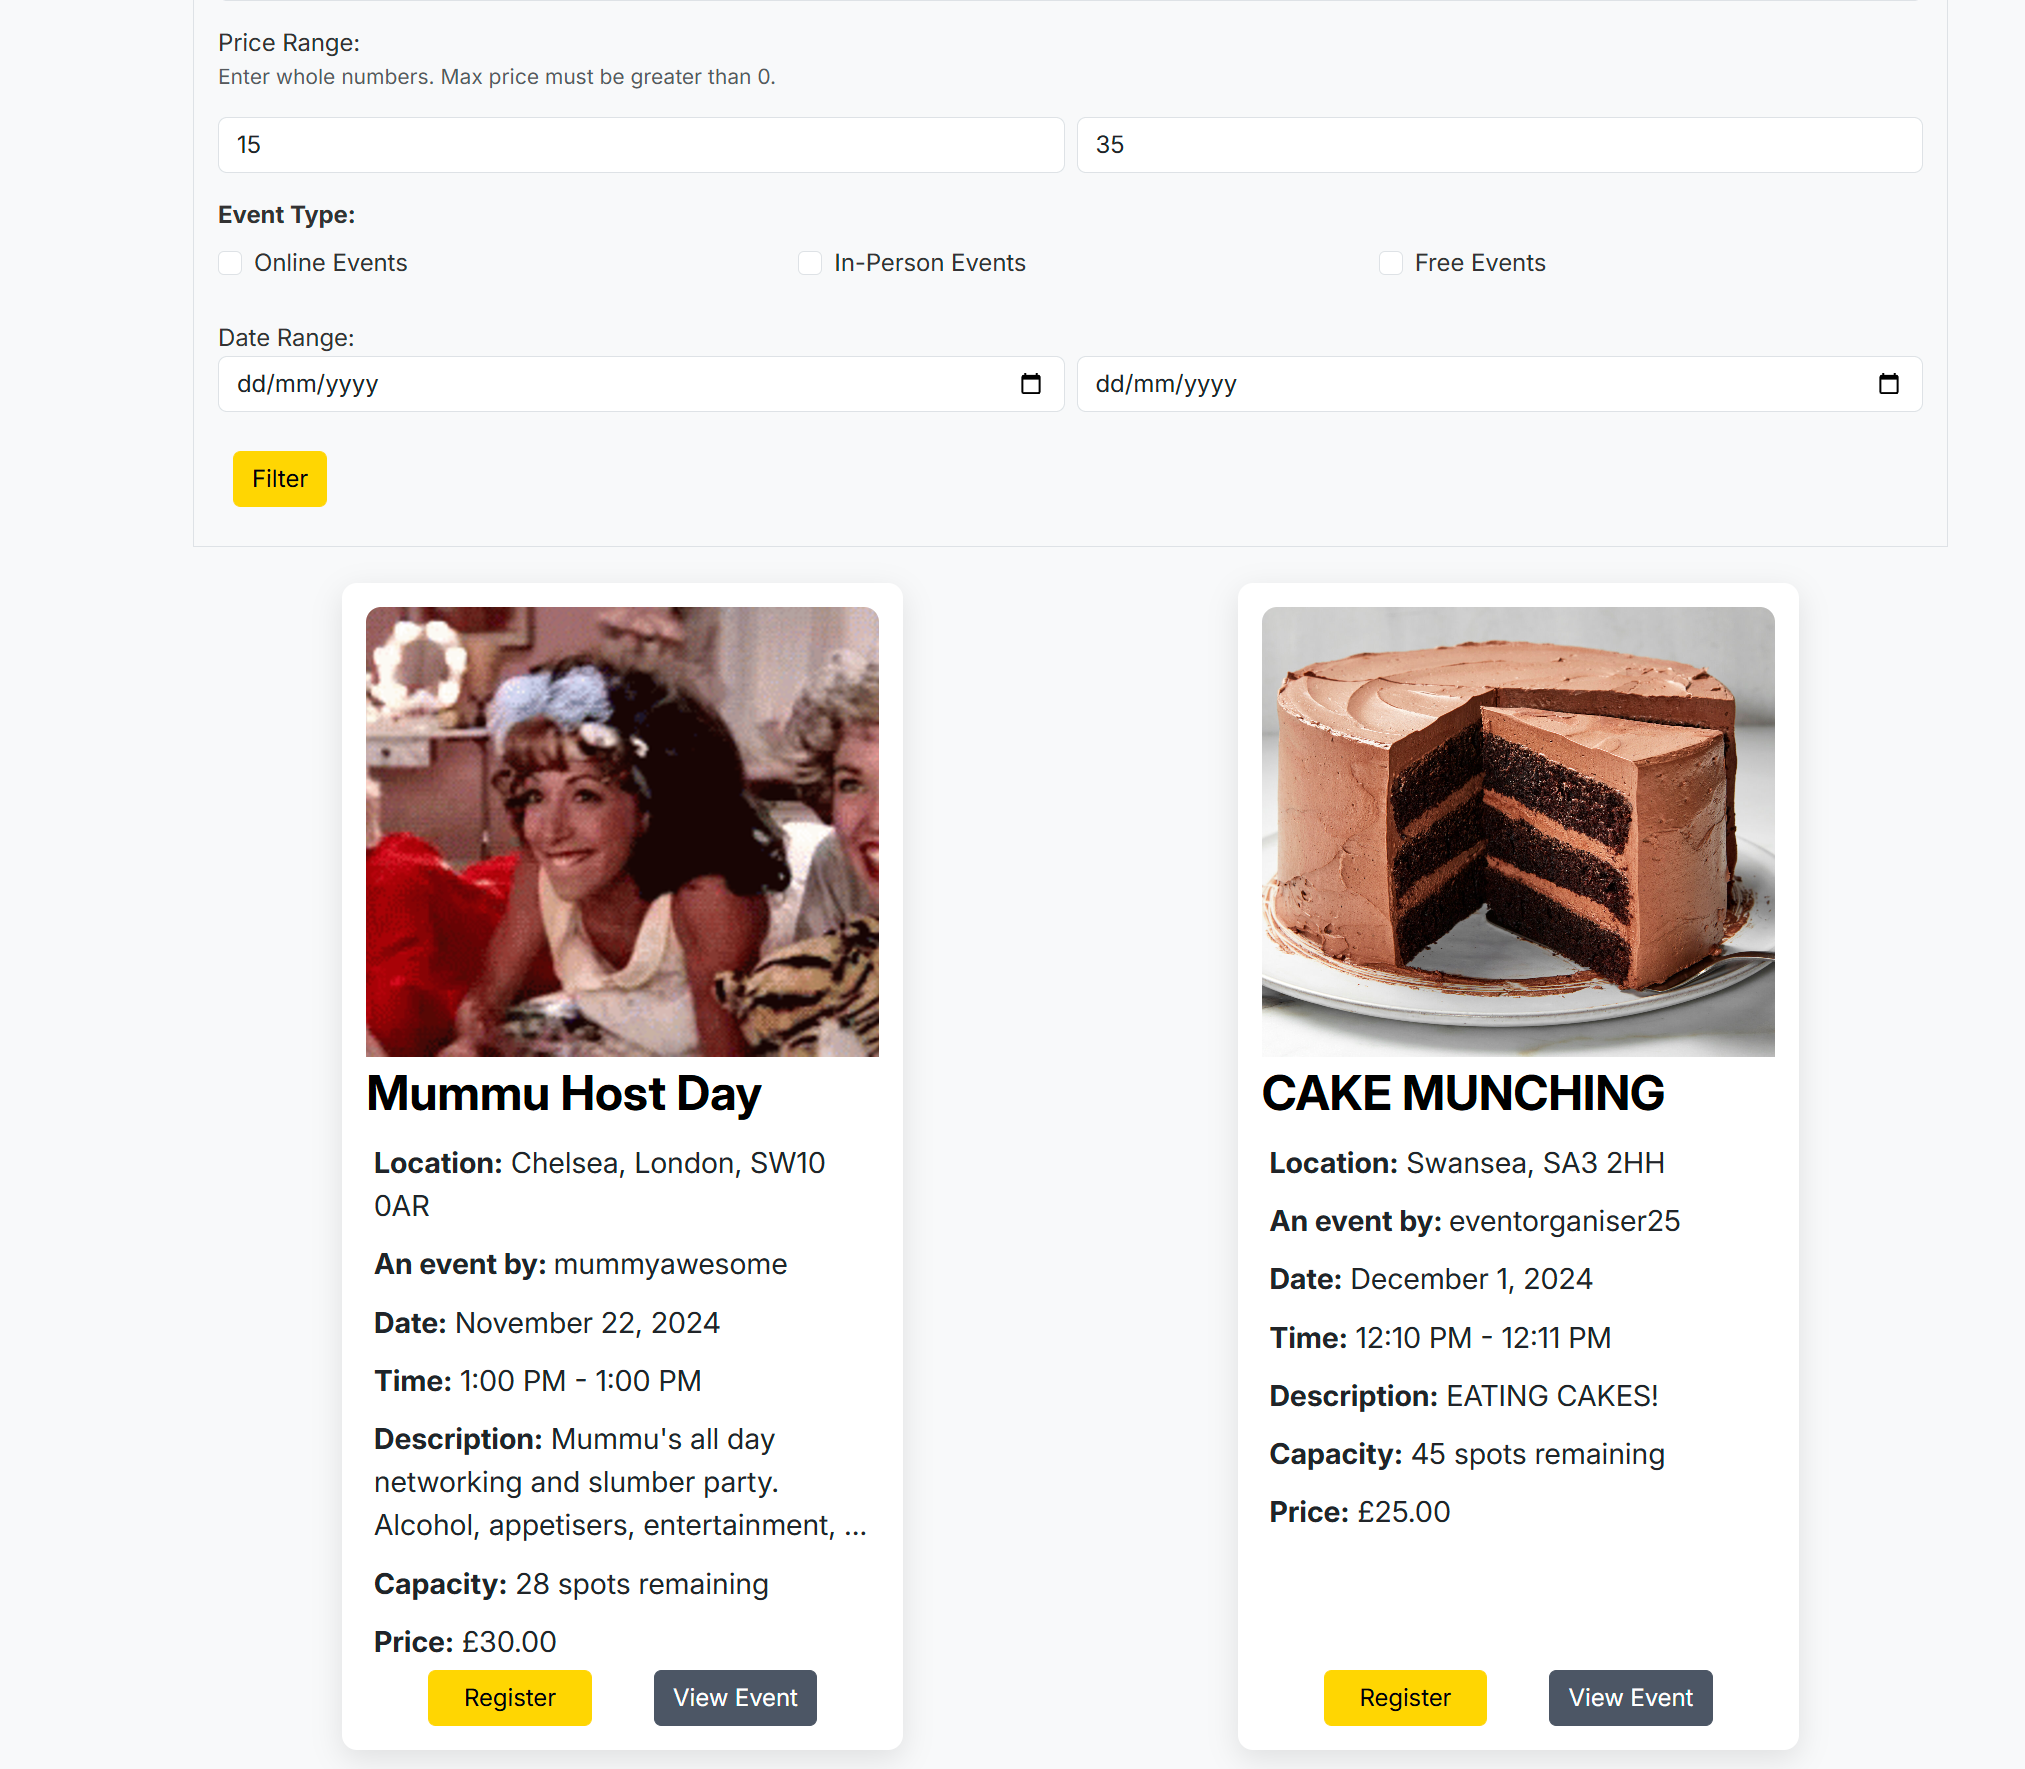 Price Range:
Enter whole numbers. Max price must be greater than 0.
15
35
Event Type:
Online Events
In-Person Events
Free Events
Date Range:
dd/mm/yyyy
dd/mm/yyyy
Filter
Mummu Host Day
Location: Chelsea, London, SW10
0AR
An event by: mummyawesome
Date: November 22, 2024
Time: 1:00 PM - 1:00 PM
Description: Mummu's all day
networking and slumber party.
Alcohol, appetisers, entertainment, ...
Capacity: 28 spots remaining
Price: £30.00
Register
View Event
CAKE MUNCHING
Location: Swansea, SA3 2HH
An event by: eventorganiser25
Date: December 1, 2024
Time: 12:10 PM - 12:11 PM
Description: EATING CAKES!
Capacity: 45 spots remaining
Price: £25.00
Register
View Event